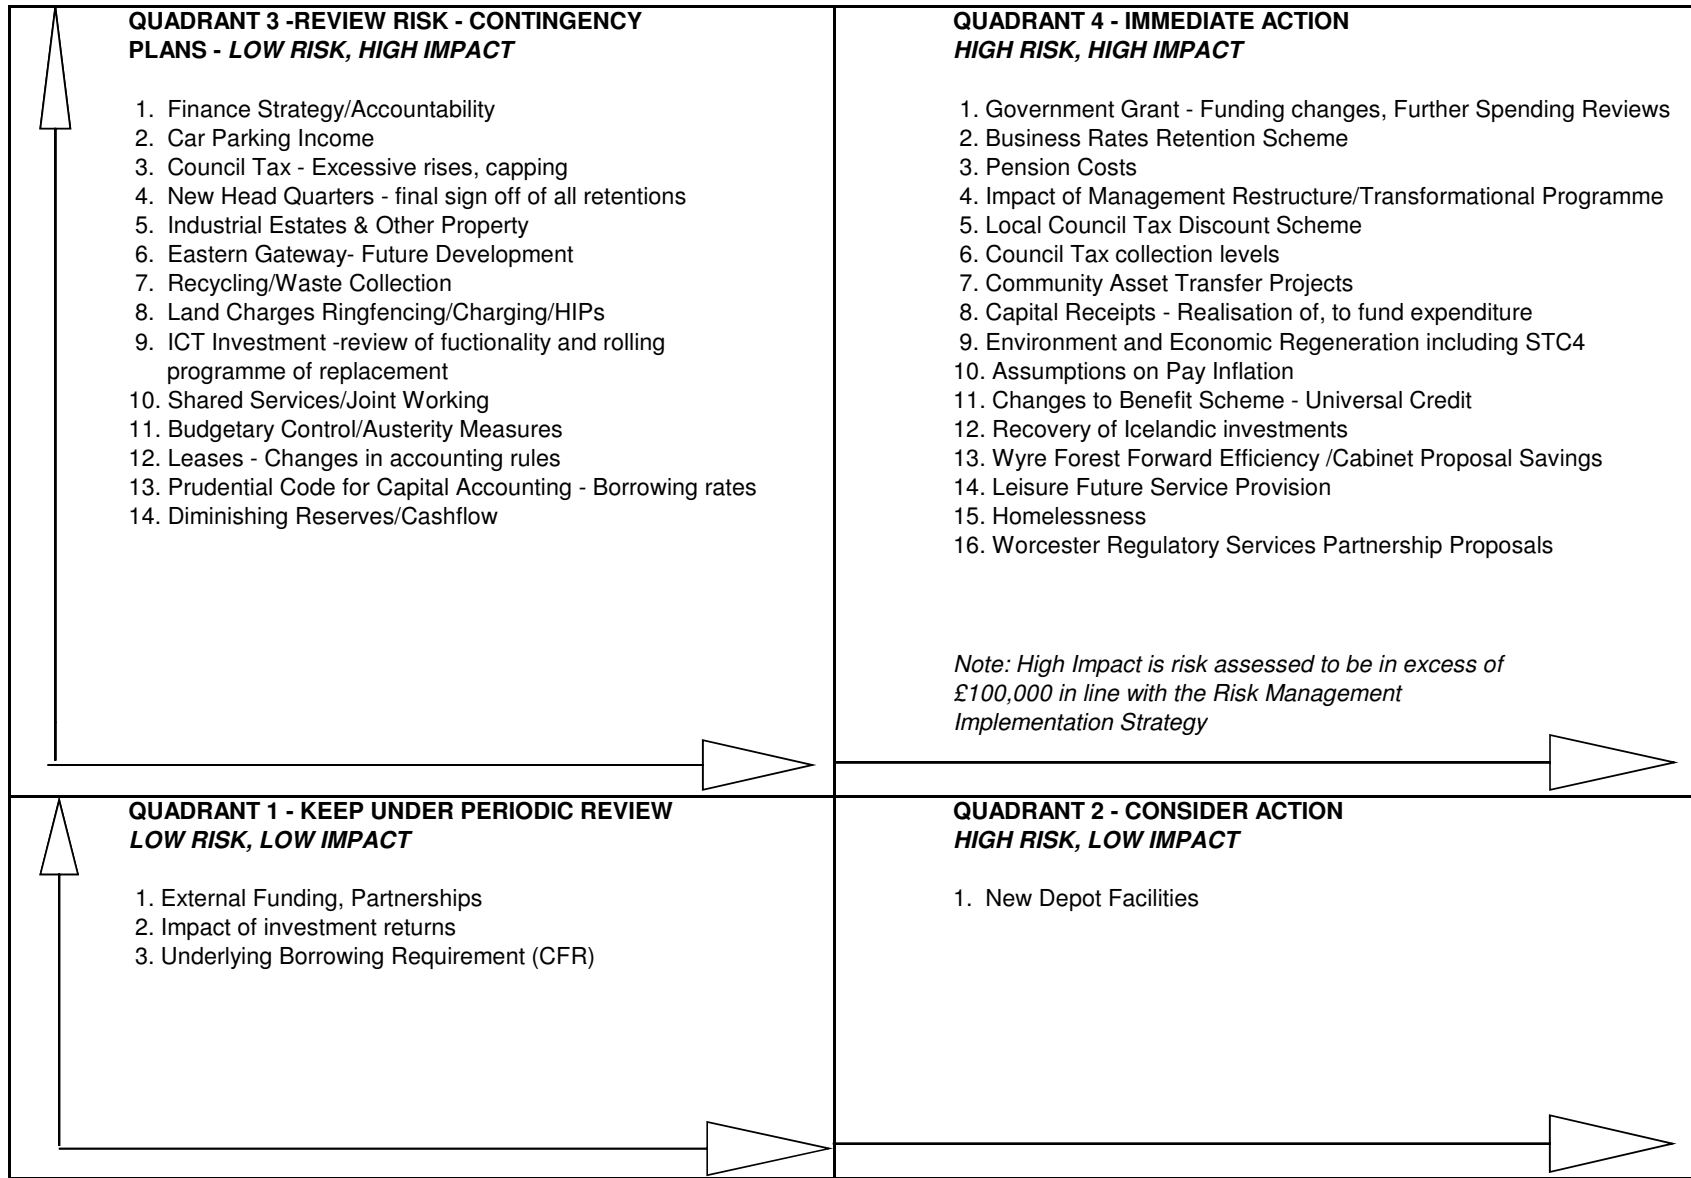 QUADRANT 3 -REVIEW RISK - CONTINGENCY
PLANS - LOW RISK, HIGH IMPACT
1. Finance Strategy/Accountability
2. Car Parking Income
3. Council Tax - Excessive rises, capping
4. New Head Quarters - final sign off of all retentions
5. Industrial Estates & Other Property
6. Eastern Gateway- Future Development
7. Recycling/Waste Collection
8. Land Charges Ringfencing/Charging/HIPs
9. ICT Investment -review of fuctionality and rolling
programme of replacement
10. Shared Services/Joint Working
11. Budgetary Control/Austerity Measures
12. Leases - Changes in accounting rules
13. Prudential Code for Capital Accounting - Borrowing rates
14. Diminishing Reserves/Cashflow
QUADRANT 4 - IMMEDIATE ACTION
HIGH RISK, HIGH IMPACT
1. Government Grant - Funding changes, Further Spending Reviews
2. Business Rates Retention Scheme
3. Pension Costs
4. Impact of Management Restructure/Transformational Programme
5. Local Council Tax Discount Scheme
6. Council Tax collection levels
7. Community Asset Transfer Projects
8. Capital Receipts - Realisation of, to fund expenditure
9. Environment and Economic Regeneration including STC4
10. Assumptions on Pay Inflation
11. Changes to Benefit Scheme - Universal Credit
12. Recovery of Icelandic investments
13. Wyre Forest Forward Efficiency /Cabinet Proposal Savings
14. Leisure Future Service Provision
15. Homelessness
16. Worcester Regulatory Services Partnership Proposals
Note: High Impact is risk assessed to be in excess of
£100,000 in line with the Risk Management
Implementation Strategy
QUADRANT 1 - KEEP UNDER PERIODIC REVIEW
LOW RISK, LOW IMPACT
1. External Funding, Partnerships
2. Impact of investment returns
3. Underlying Borrowing Requirement (CFR)
QUADRANT 2 - CONSIDER ACTION
HIGH RISK, LOW IMPACT
1. New Depot Facilities